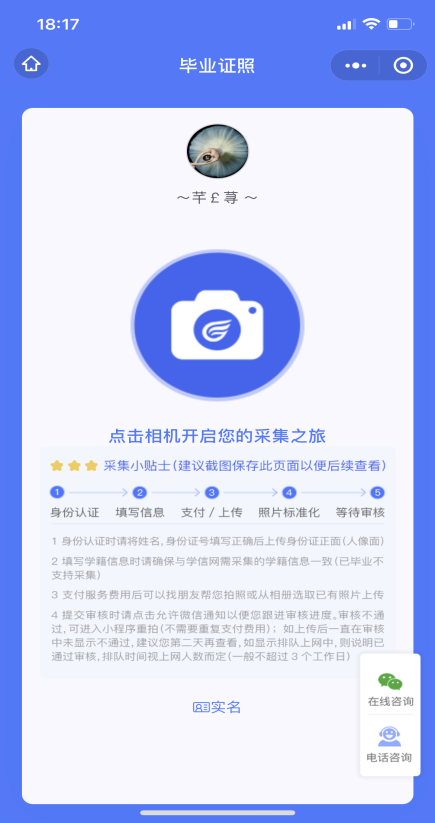 18:17
毕业证照
～芊￡荨 ～
点击相机开启您的采集之旅
采集小贴士(建议截图保存此页面以便后续查看)
1 2 3 4 5
身份认证 填写信息 支付 / 上传 照片标准化 等待审核
1 身份认证时请将姓名, 身份证号填写正确后上传身份证正面(人像面)
2 填写学籍信息时请确保与学信网需采集的学籍信息一致(已毕业不
支持采集)
3 支付服务费用后可以找朋友帮您拍照或从相册选取已有照片上传
4 提交审核时请点击允许微信通知以便您跟进审核进度。审核不通
过, 可进入小程序重拍(不需要重复支付费用)；如上传后一直在审核
中未显示不通过, 建议您第二天再查看, 如显示排队上网中, 则说明已
通过审核, 排队时间视上网人数而定(一般不超过 3 个工作日)
在线咨询
实名
电话咨询